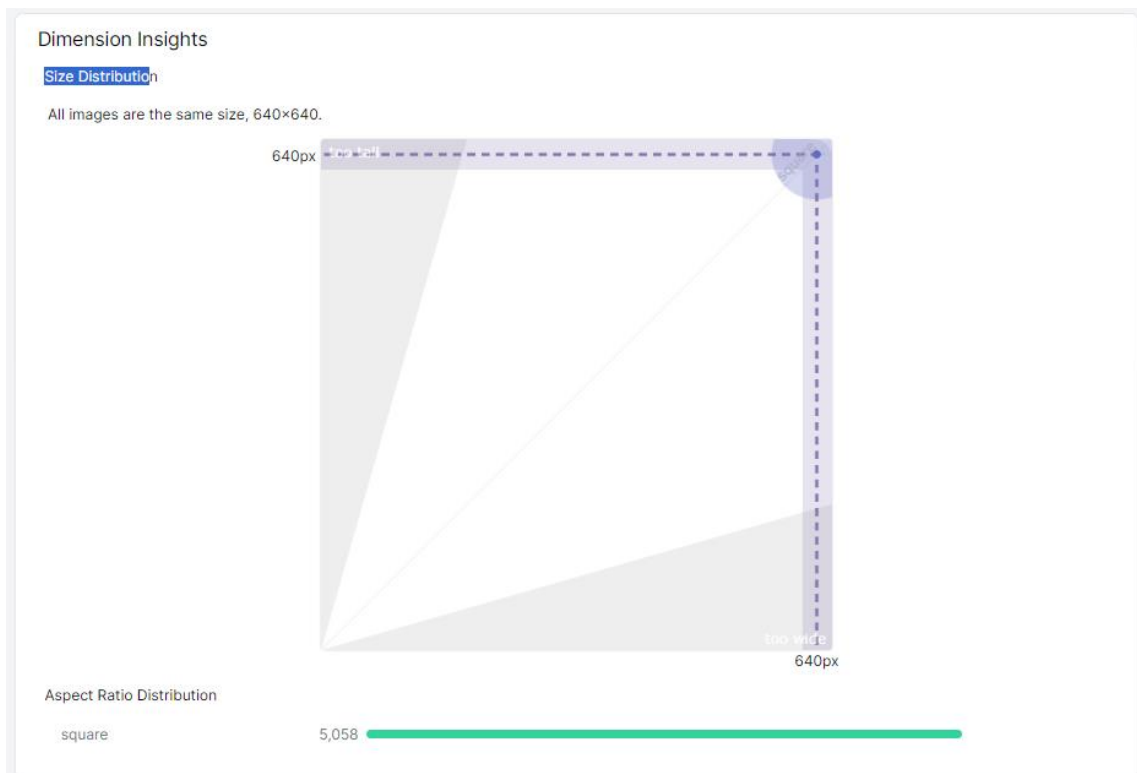 Dimension Insights
Size Distribution
All images are the same size, 640×640.
640px
too tall
square
too wide
640px
Aspect Ratio Distribution
square 5,058